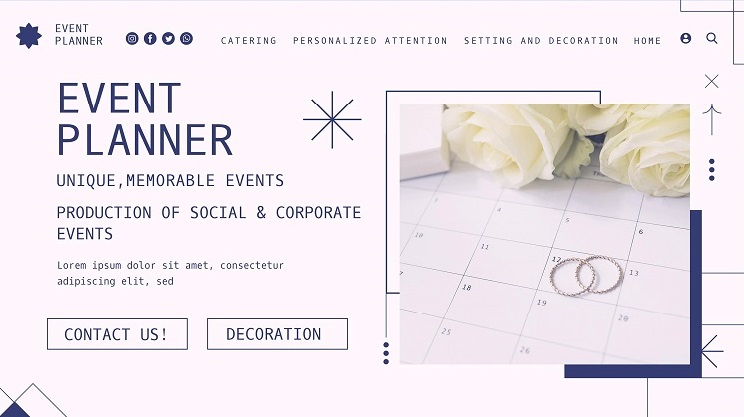 EVENT
PLANNER
CATERING PERSONALIZED ATTENTION SETTING AND DECORATION HOME
EVENT
PLANNER
UNIQUE,MEMORABLE EVENTS
PRODUCTION OF SOCIAL & CORPORATE
EVENTS
Lorem ipsum dolor sit amet, consectetur
adipiscing elit, sed
CONTACT US!
DECORATION
3
4
5
6
10
11
12
13
18
19
20
25
26